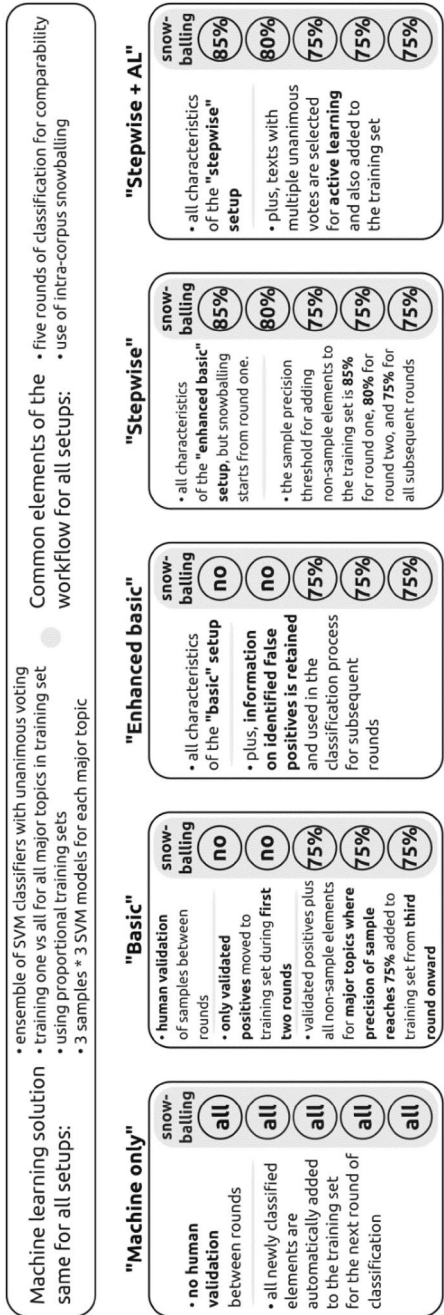 Machine learning solution
same for all setups:
• ensemble of SVM classifiers with unanimous voting
• training one vs all for all major topics in training set
• using proportional training sets
• 3 samples * 3 SVM models for each major topic
Common elements of the
workflow for all setups:
• five rounds of classification for comparability
• use of intra-corpus snowballing
"Machine only"
• no human
validation
between rounds
• all newly classified
elements are
automatically added
to the training set
for the next round of
classification
snow-
balling
all
all
all
all
all
"Basic"
• human validation
of samples between
rounds
• only validated
positives moved to
training set during first
two rounds
• validated positives plus
all non-sample elements
for major topics where
precision of sample
reaches 75% added to
training set from third
round onward
snow-
balling
no
no
75%
75%
75%
"Enhanced basic"
• all characteristics
of the "basic" setup
• plus, information
on identified false
positives is retained
and used in the
classification process
for subsequent
rounds
snow-
balling
no
no
75%
75%
75%
"Stepwise"
• all characteristics
of the "enhanced basic"
setup, but snowballing
starts from round one.
• the sample precision
threshold for adding
non-sample elements to
the training set is 85%
for round one, 80% for
round two, and 75% for
all subsequent rounds
snow-
balling
85%
80%
75%
75%
75%
"Stepwise + AL"
• all characteristics
of the "stepwise"
setup
• plus, texts with
multiple unanimous
votes are selected
for active learning
and also added to
the training set
snow-
balling
85%
80%
75%
75%
75%